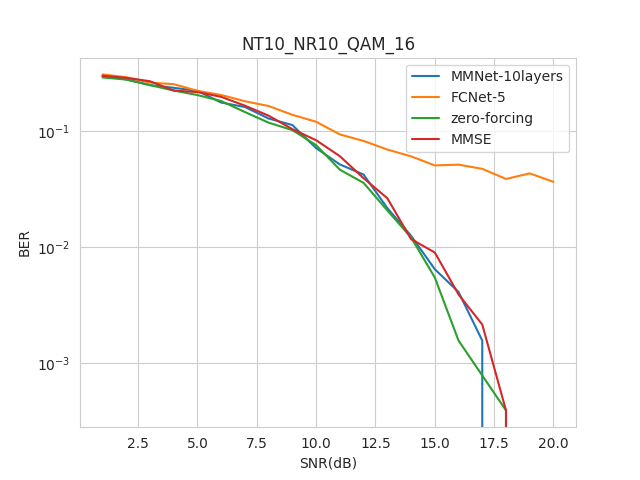 NT10_NR10_QAM_16
MMNet-10layers
FCNet-5
zero-forcing
MMSE
10⁻¹
10⁻²
10⁻³
BER
2.5 5.0 7.5 10.0 12.5 15.0 17.5 20.0
SNR(dB)